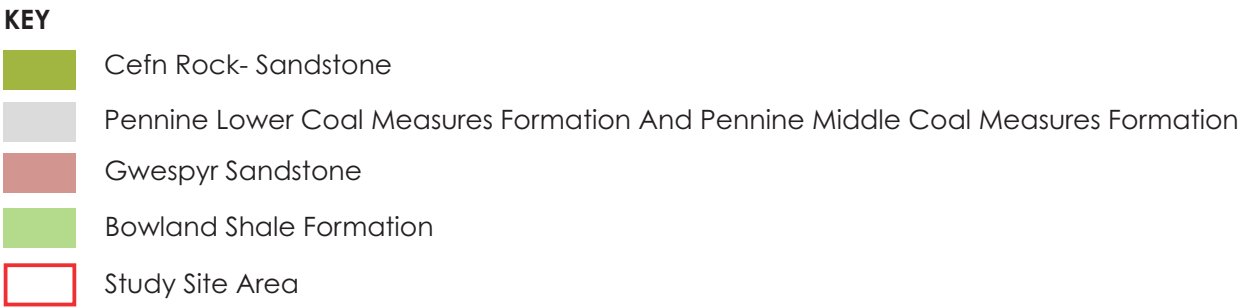 KEY
Cefn Rock- Sandstone
Pennine Lower Coal Measures Formation And Pennine Middle Coal Measures Formation
Gwespyr Sandstone
Bowland Shale Formation
Study Site Area